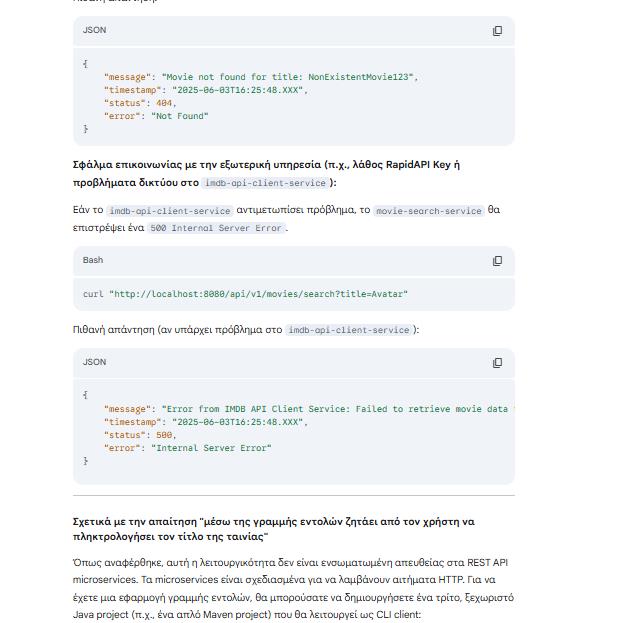 Πιθανή απάντηση:
JSON
{
"message": "Movie not found for title: NonExistentMovie123",
"timestamp": "2025-06-03T16:25:48.XXX",
"status": 404,
"error": "Not Found"
}
Σφάλμα επικοινωνίας με την εξωτερική υπηρεσία (π.χ., λάθος RapidAPI Key ή
προβλήματα δικτύου στο imdb-api-client-service ):
Εάν το imdb-api-client-service αντιμετωπίσει πρόβλημα, το movie-search-service θα
επιστρέψει ένα 500 Internal Server Error .
Bash
curl "http://localhost:8080/api/v1/movies/search?title=Avatar"
Πιθανή απάντηση (αν υπάρχει πρόβλημα στο imdb-api-client-service ):
JSON
{
"message": "Error from IMDB API Client Service: Failed to retrieve movie data
"timestamp": "2025-06-03T16:25:48.XXX",
"status": 500,
"error": "Internal Server Error"
}
Σχετικά με την απαίτηση "μέσω της γραμμής εντολών ζητάει από τον χρήστη να
πληκτρολογήσει τον τίτλο της ταινίας"
Όπως αναφέρθηκε, αυτή η λειτουργικότητα δεν είναι ενσωματωμένη απευθείας στα REST API
microservices. Τα microservices είναι σχεδιασμένα για να λαμβάνουν αιτήματα HTTP. Για να
έχετε μια εφαρμογή γραμμής εντολών, θα μπορούσατε να δημιουργήσετε ένα τρίτο, ξεχωριστό
Java project (π.χ., ένα απλό Maven project) που θα λειτουργεί ως CLI client: